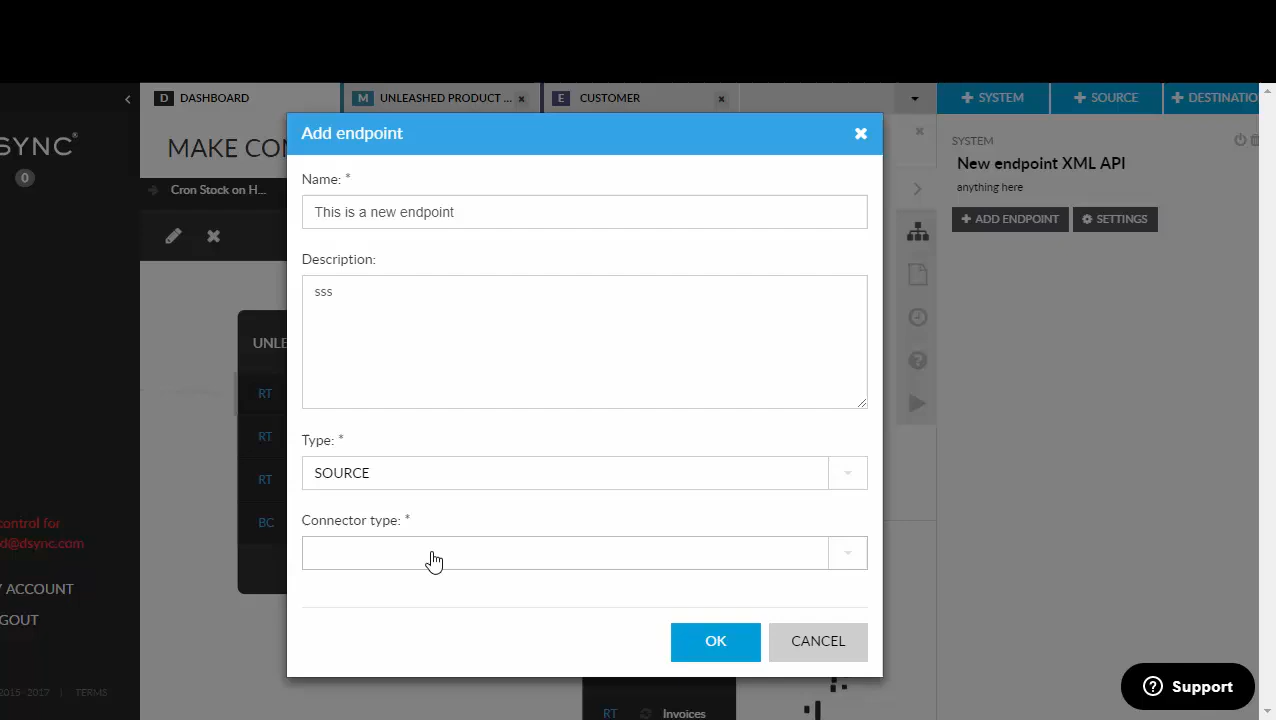 D DASHBOARD
M UNLEASHED PRODUCT ...
E CUSTOMER
SYSTEM
SOURCE
DESTINATIO
SYNC
0
MAKE CON
Cron Stock on H...
Add endpoint
Name: *
This is a new endpoint
Description:
sss
Type: *
SOURCE
Connector type: *
OK
CANCEL
SYSTEM
New endpoint XML API
anything here
ADD ENDPOINT
SETTINGS
UNLE
RT
RT
RT
BC
control for
d@dsync.com
ACCOUNT
GOUT
2015-2017 | TERMS
RT Invoices
Support